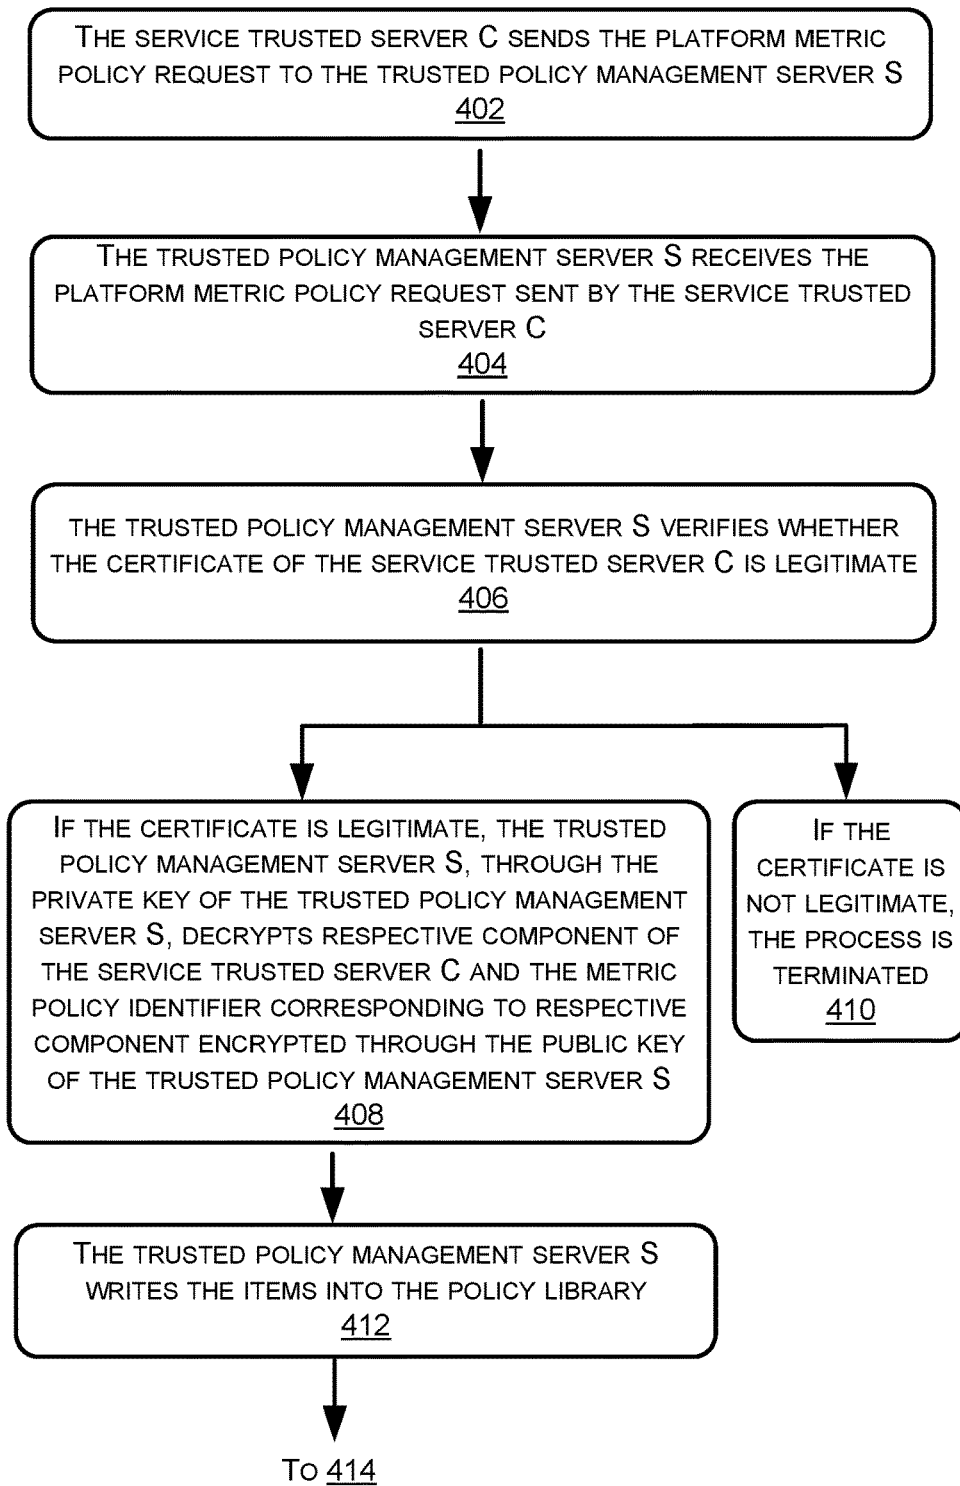 THE SERVICE TRUSTED SERVER C SENDS THE PLATFORM METRIC
POLICY REQUEST TO THE TRUSTED POLICY MANAGEMENT SERVER S
402
THE TRUSTED POLICY MANAGEMENT SERVER S RECEIVES THE
PLATFORM METRIC POLICY REQUEST SENT BY THE SERVICE TRUSTED
SERVER C
404
THE TRUSTED POLICY MANAGEMENT SERVER S VERIFIES WHETHER
THE CERTIFICATE OF THE SERVICE TRUSTED SERVER C IS LEGITIMATE
406
IF THE CERTIFICATE IS LEGITIMATE, THE TRUSTED
POLICY MANAGEMENT SERVER S, THROUGH THE
PRIVATE KEY OF THE TRUSTED POLICY MANAGEMENT
SERVER S, DECRYPTS RESPECTIVE COMPONENT OF
THE SERVICE TRUSTED SERVER C AND THE METRIC
POLICY IDENTIFIER CORRESPONDING TO RESPECTIVE
COMPONENT ENCRYPTED THROUGH THE PUBLIC KEY
OF THE TRUSTED POLICY MANAGEMENT SERVER S
408
IF THE
CERTIFICATE IS
NOT LEGITIMATE,
THE PROCESS IS
TERMINATED
410
THE TRUSTED POLICY MANAGEMENT SERVER S
WRITES THE ITEMS INTO THE POLICY LIBRARY
412
TO 414